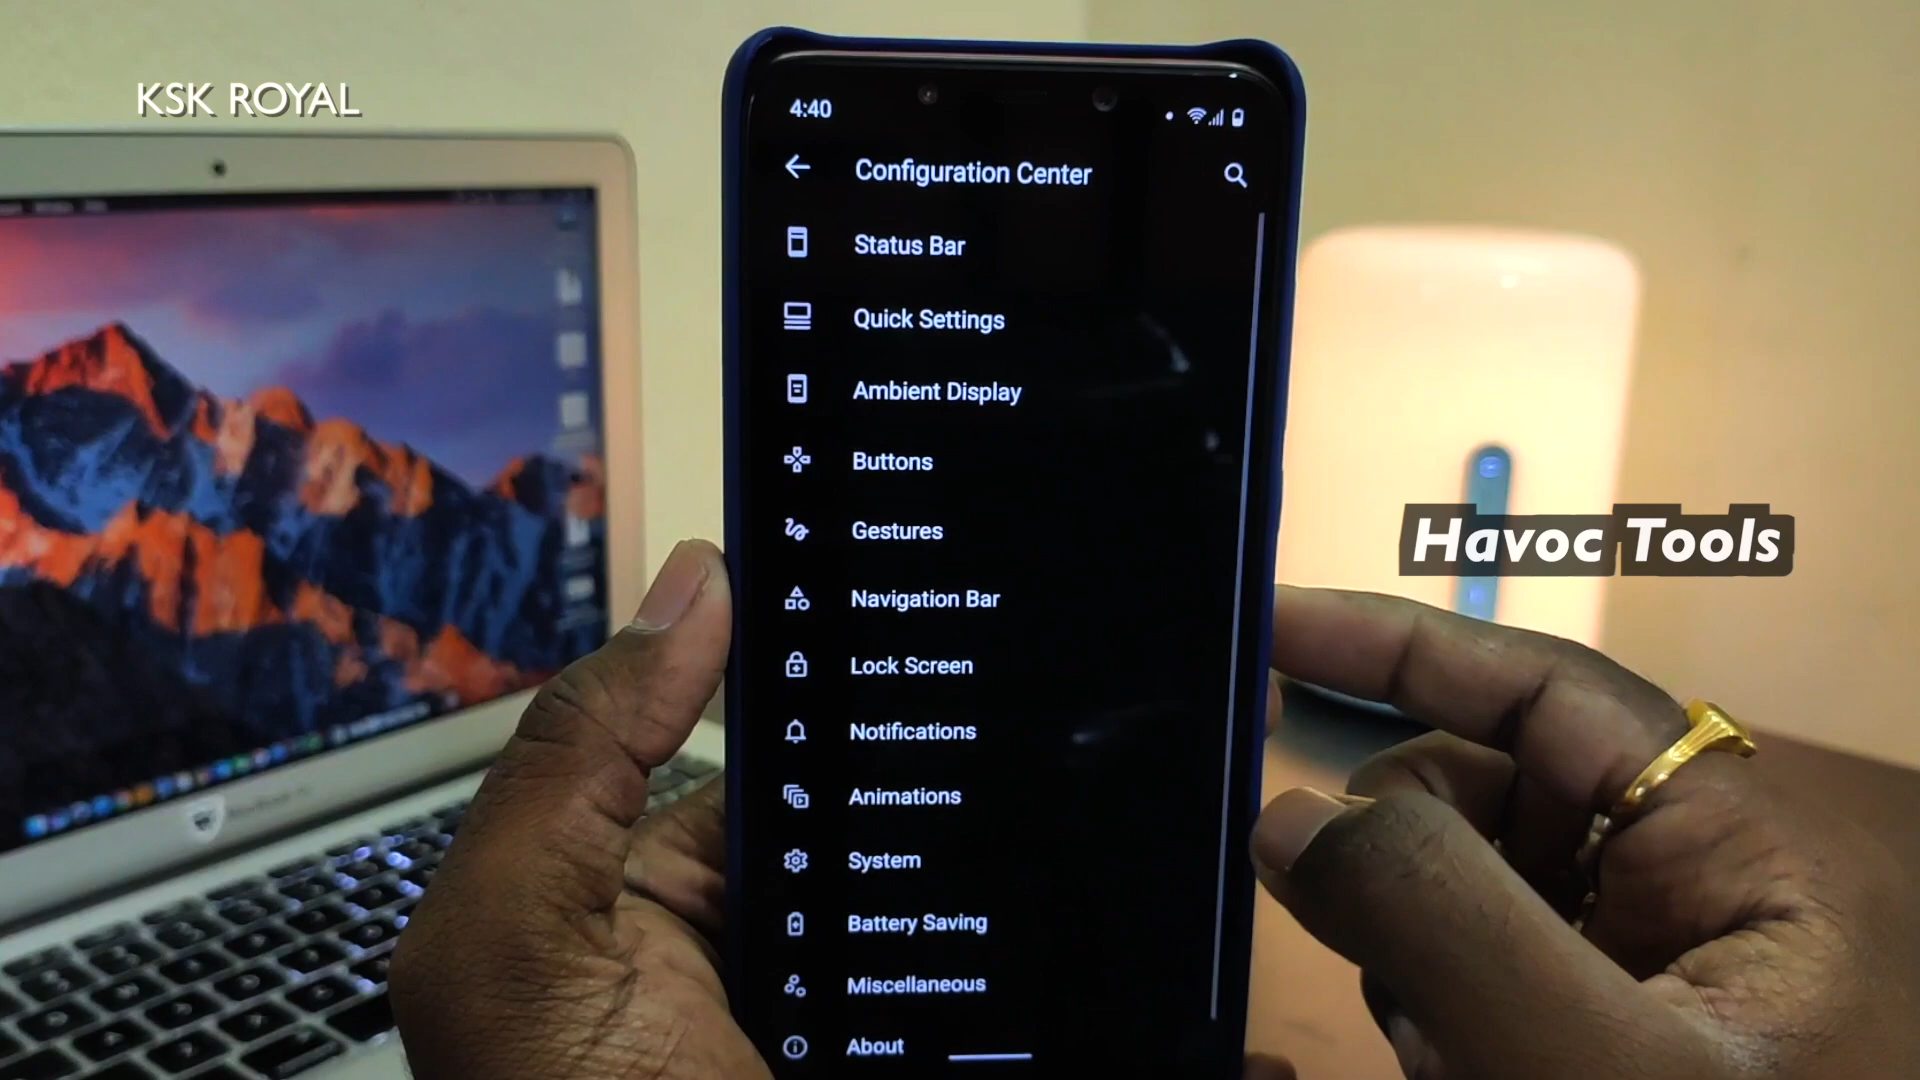 KSK ROYAL
4:40
Configuration Center
Status Bar
Quick Settings
Ambient Display
Buttons
Gestures
Navigation Bar
Lock Screen
Notifications
Animations
System
Battery Saving
Miscellaneous
About
Havoc Tools